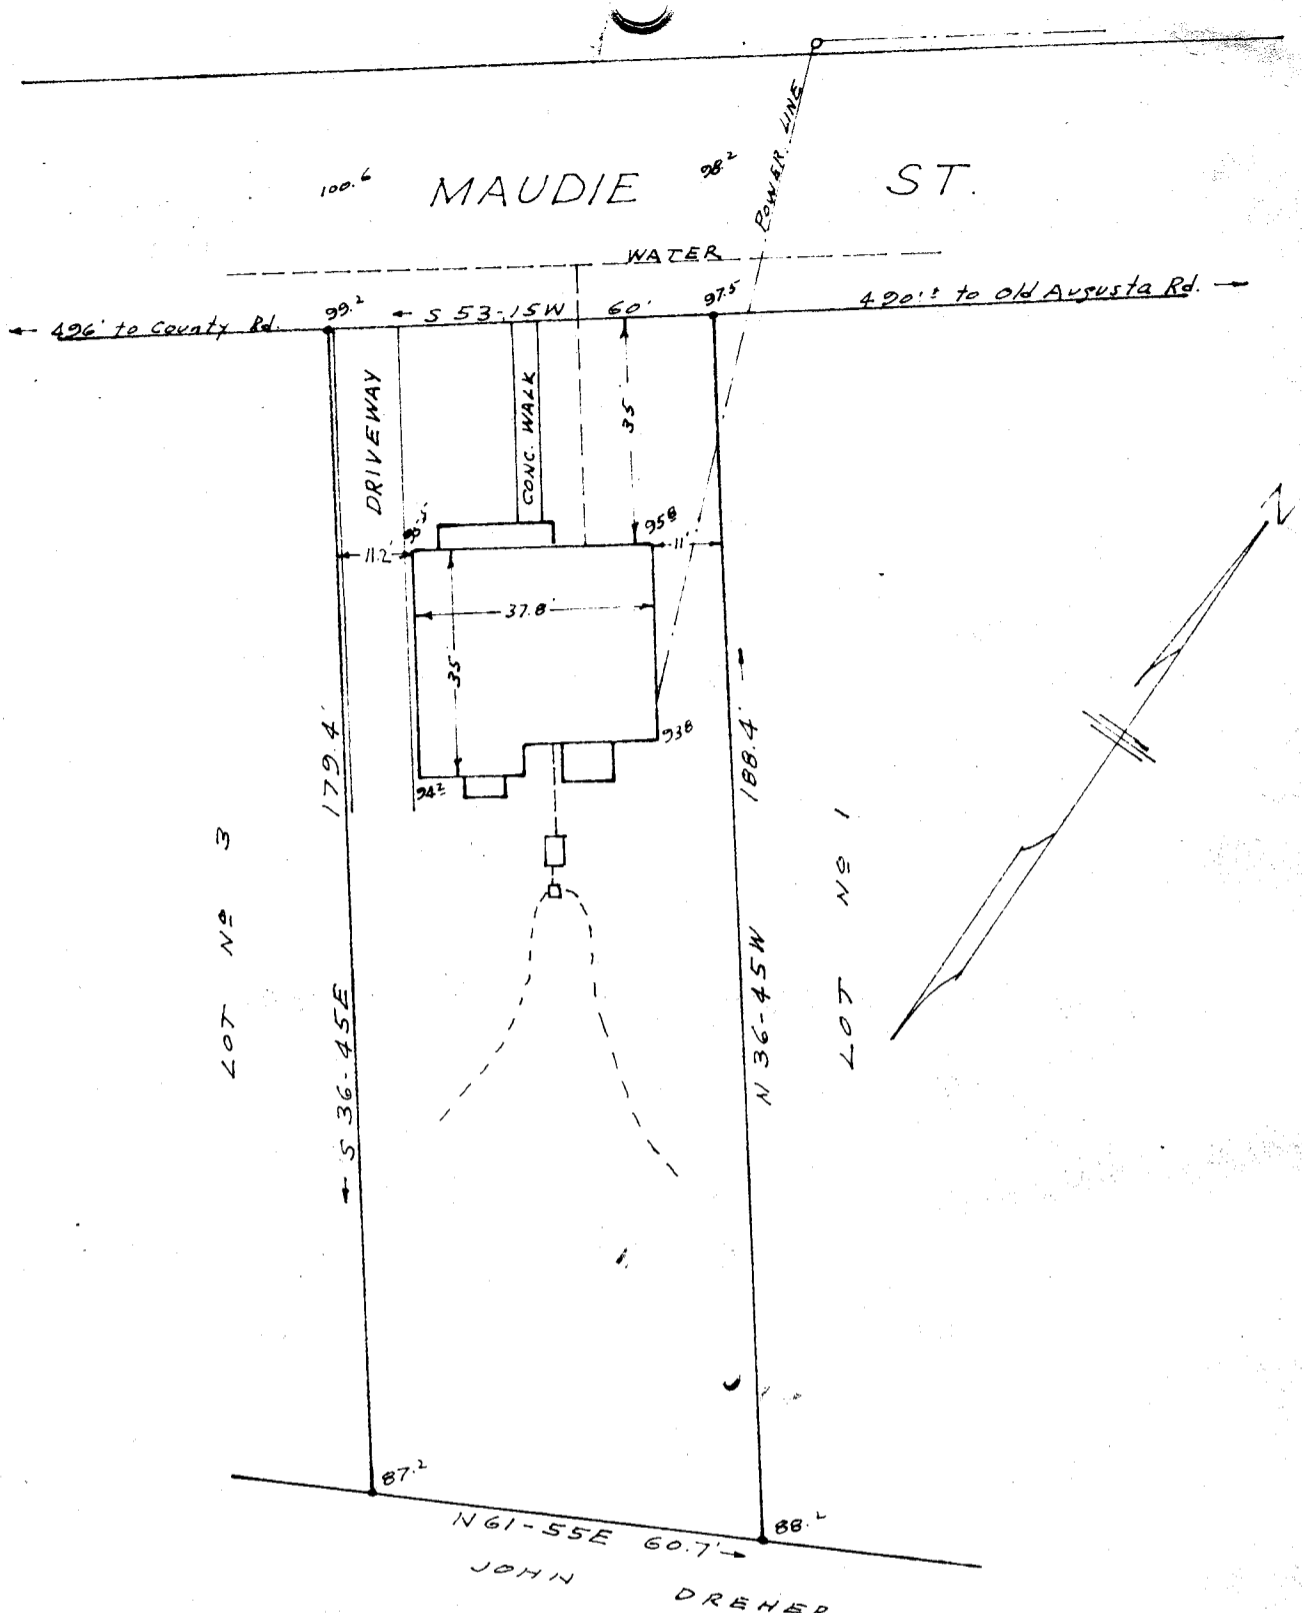 POWER LINE
100.6 MAUDIE 98.2 ST.
WATER
← 496' to County Rd.
99.2
← S 53-15W 60'
97.5
490'± to Old Augusta Rd. →
DRIVEWAY
CONC. WALK
35
95.8
11.2'
11'
37.8'
35
93.8
94.2
N
179.4'
188.4'
LOT Nº 3
← S 36-45E
N 36-45W →
LOT Nº 1
87.2
N 61-55E 60.7' →
88.2
JOHN DREHER